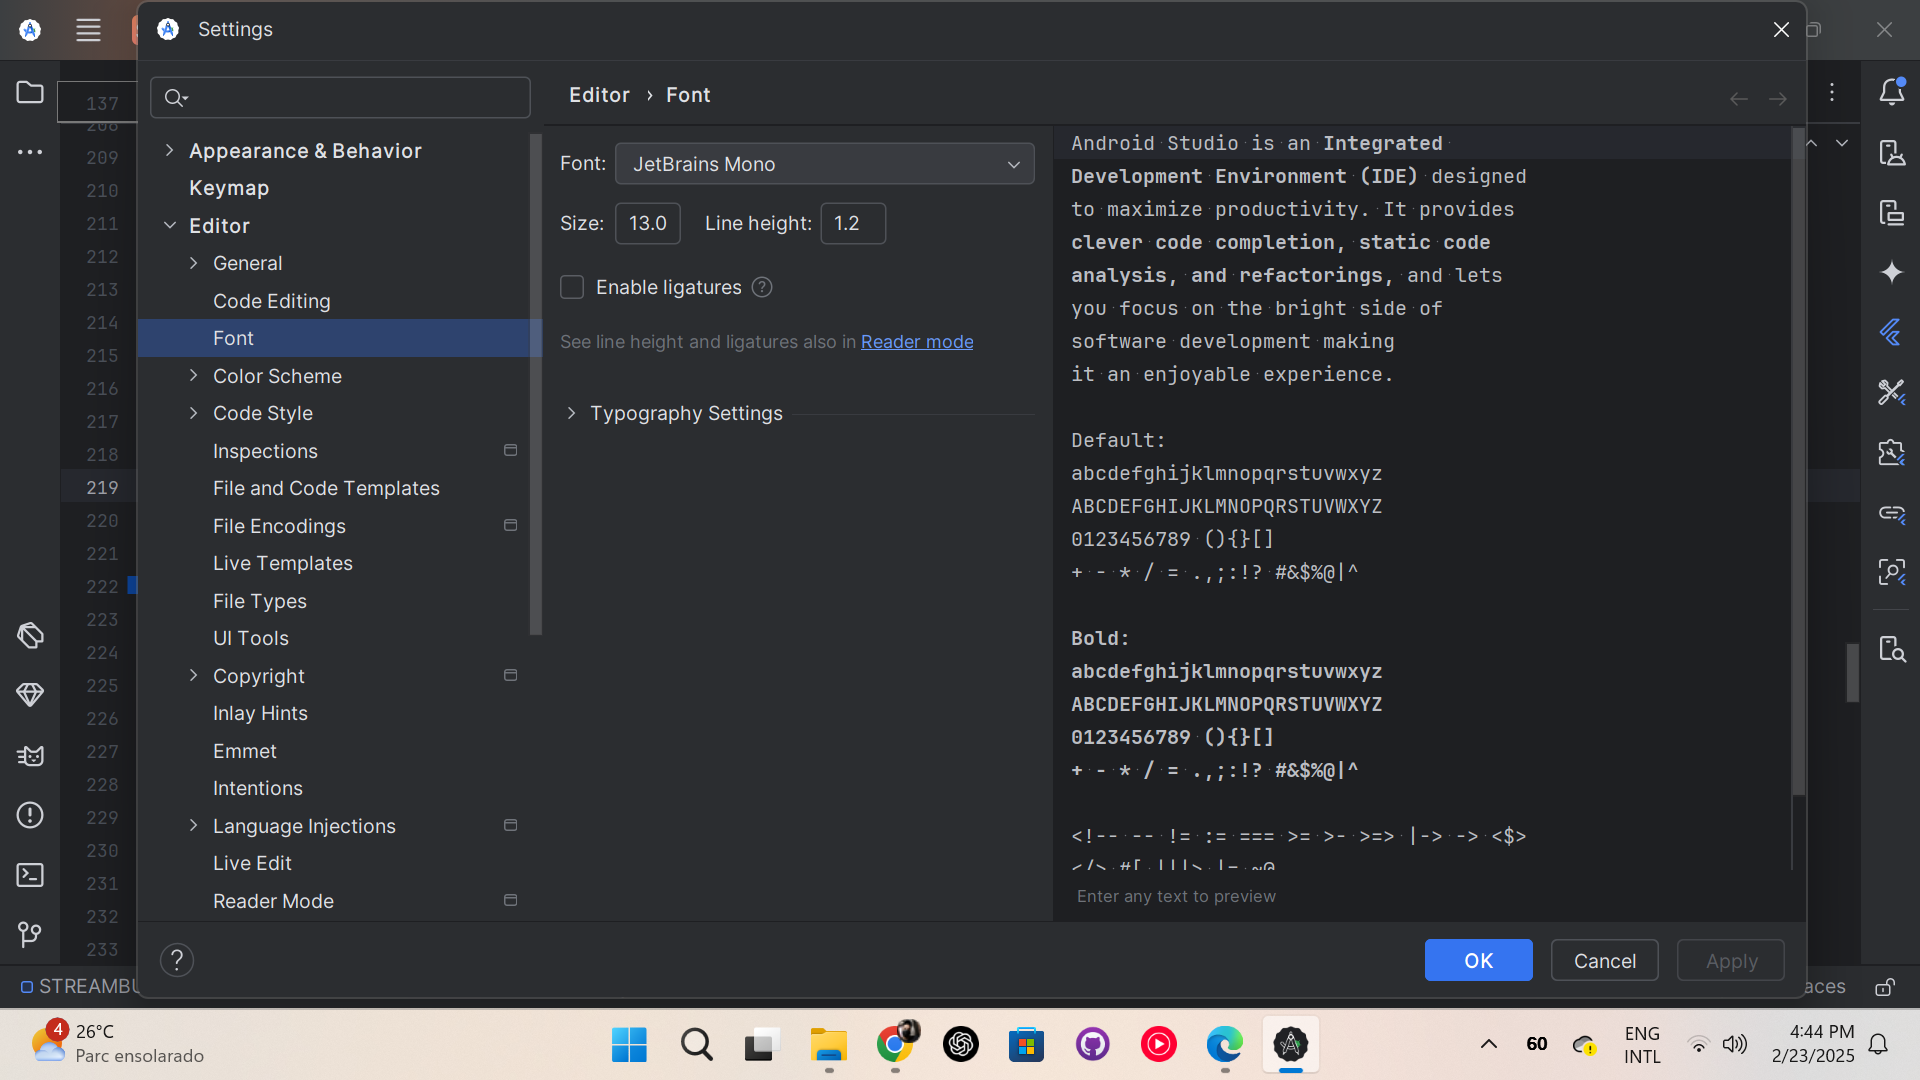 Settings
137
208
209
210
211
212
213
214
215
216
217
218
219
220
221
222
223
224
225
226
227
228
229
230
231
232
233
Appearance & Behavior
Keymap
Editor
General
Code Editing
Font
Color Scheme
Code Style
Inspections
File and Code Templates
File Encodings
Live Templates
File Types
UI Tools
Copyright
Inlay Hints
Emmet
Intentions
Language Injections
Live Edit
Reader Mode
Editor › Font
Font: JetBrains Mono
Size: 13.0 Line height: 1.2
Enable ligatures ?
See line height and ligatures also in Reader mode
Typography Settings
Android Studio is an Integrated
Development Environment (IDE) designed
to maximize productivity. It provides
clever code completion, static code
analysis, and refactorings, and lets
you focus on the bright side of
software development making
it an enjoyable experience.
Default:
abcdefghijklmnopqrstuvwxyz
ABCDEFGHIJKLMNOPQRSTUVWXYZ
0123456789 (){}[]
+ - * / = .,;:!? #&$%@|^
Bold:
abcdefghijklmnopqrstuvwxyz
ABCDEFGHIJKLMNOPQRSTUVWXYZ
0123456789 (){}[]
+ - * / = .,;:!? #&$%@|^
<!-- -- != := === >= >- >=> |-> -> <$>
Enter any text to preview
? OK Cancel Apply
STREAMBU
aces
4 26°C
Parc ensolarado
60
ENG
INTL
4:44 PM
2/23/2025